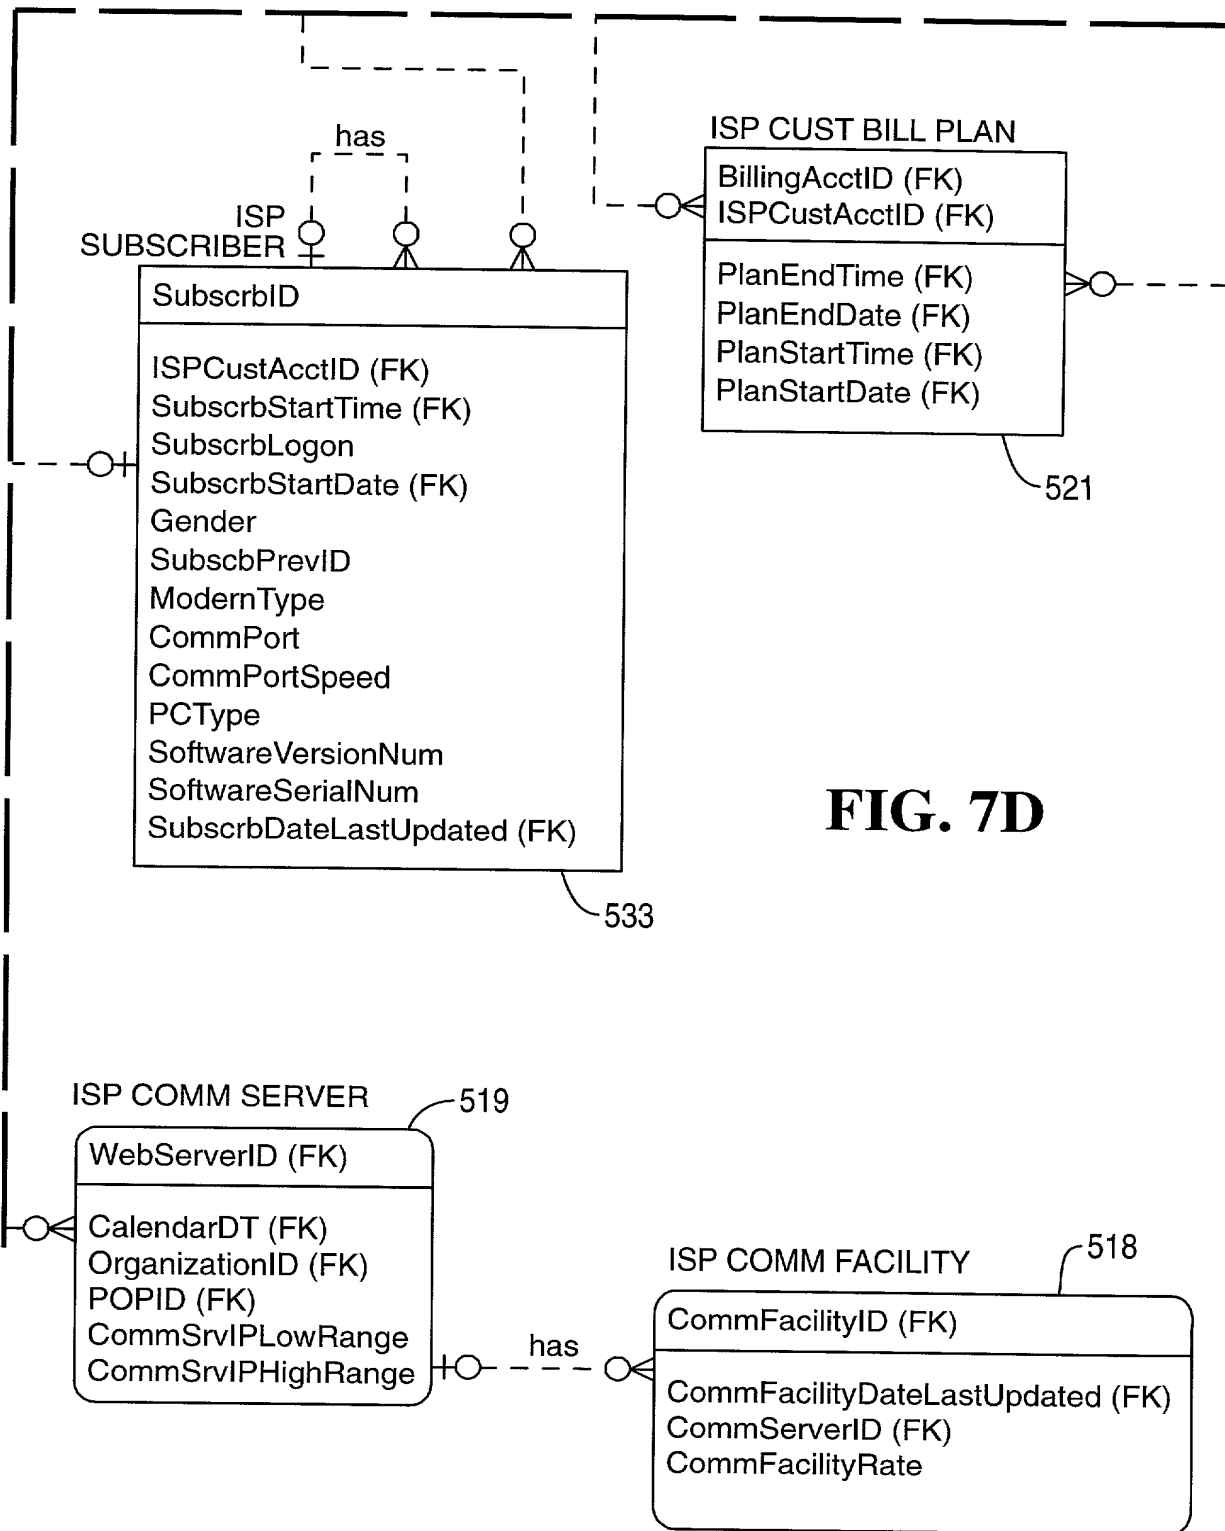 ISP CUST BILL PLAN
BillingAcctID (FK)
ISPCustAcctID (FK)
PlanEndTime (FK)
PlanEndDate (FK)
PlanStartTime (FK)
PlanStartDate (FK)
521
has
ISP
SUBSCRIBER
SubscrbID
ISPCustAcctID (FK)
SubscrbStartTime (FK)
SubscrbLogon
SubscrbStartDate (FK)
Gender
SubscbPrevID
ModernType
CommPort
CommPortSpeed
PCType
SoftwareVersionNum
SoftwareSerialNum
SubscrbDateLastUpdated (FK)
533
FIG. 7D
ISP COMM SERVER
519
WebServerID (FK)
CalendarDT (FK)
OrganizationID (FK)
POPID (FK)
CommSrvIPLowRange
CommSrvIPHighRange
has
ISP COMM FACILITY
518
CommFacilityID (FK)
CommFacilityDateLastUpdated (FK)
CommServerID (FK)
CommFacilityRate